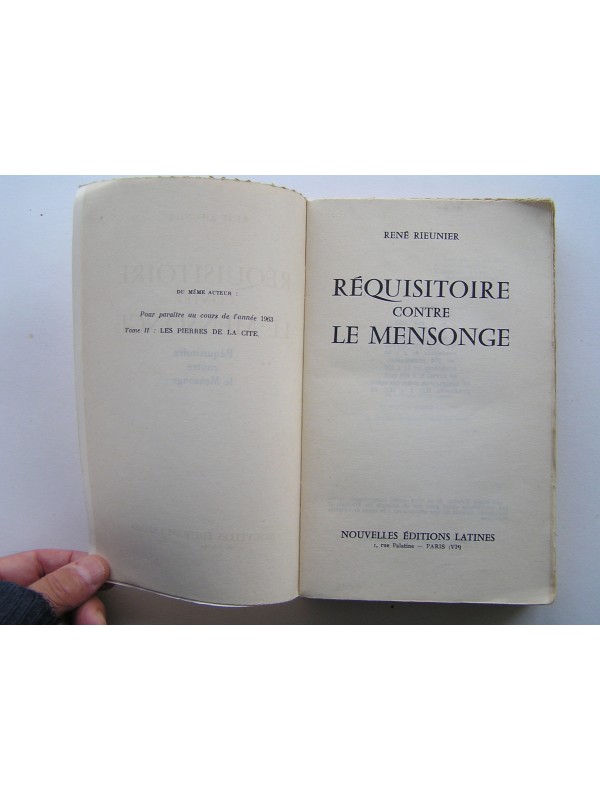 DU MÊME AUTEUR :
Pour paraître au cours de l'année 1963
Tome II : LES PIERRES DE LA CITE.
RENÉ RIEUNIER
RÉQUISITOIRE
CONTRE
LE MENSONGE
NOUVELLES ÉDITIONS LATINES
1, rue Palatine — PARIS (VIe)